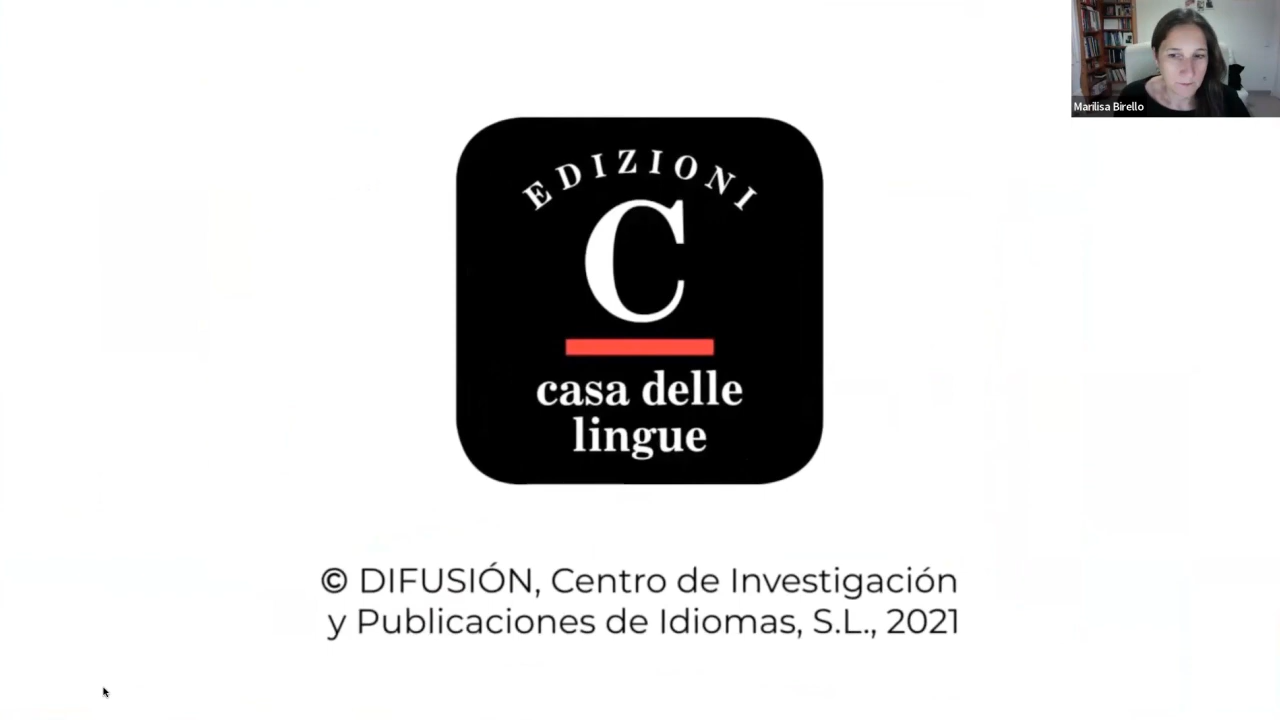 Marilisa Birello
EDIZIONI
C
casa delle
lingue
© DIFUSIÓN, Centro de Investigación
y Publicaciones de Idiomas, S.L., 2021